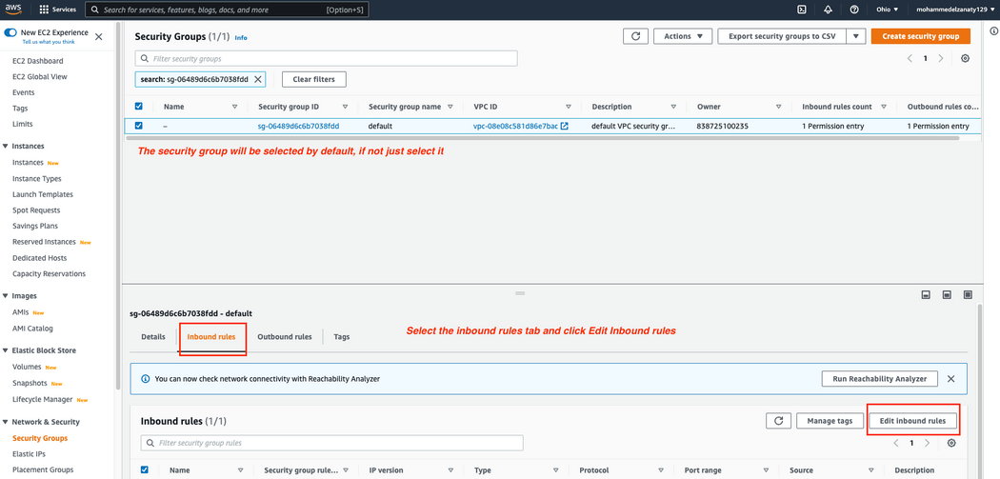 aws
Services
Search for services, features, blogs, docs, and more
[Option+S]
Ohio
mohammedelzanaty129
New EC2 Experience
Tell us what you think
EC2 Dashboard
EC2 Global View
Events
Tags
Limits
Instances
Instances New
Instance Types
Launch Templates
Spot Requests
Savings Plans
Reserved Instances New
Dedicated Hosts
Capacity Reservations
Images
AMIs New
AMI Catalog
Elastic Block Store
Volumes New
Snapshots New
Lifecycle Manager New
Network & Security
Security Groups
Elastic IPs
Placement Groups
Security Groups (1/1) Info
Actions
Export security groups to CSV
Create security group
Filter security groups
1
search: sg-06489d6c6b7038fdd
Clear filters
Name Security group ID Security group name VPC ID Description Owner Inbound rules count Outbound rules co...
– sg-06489d6c6b7038fdd default vpc-08e08c581d86e7bac default VPC security gr... 838725100235 1 Permission entry 1 Permission entry
The security group will be selected by default, if not just select it
sg-06489d6c6b7038fdd - default
Details
Inbound rules
Outbound rules
Tags
Select the inbound rules tab and click Edit Inbound rules
You can now check network connectivity with Reachability Analyzer
Run Reachability Analyzer
Inbound rules (1/1)
Manage tags
Edit inbound rules
Filter security group rules
1
Name Security group rule... IP version Type Protocol Port range Source Description